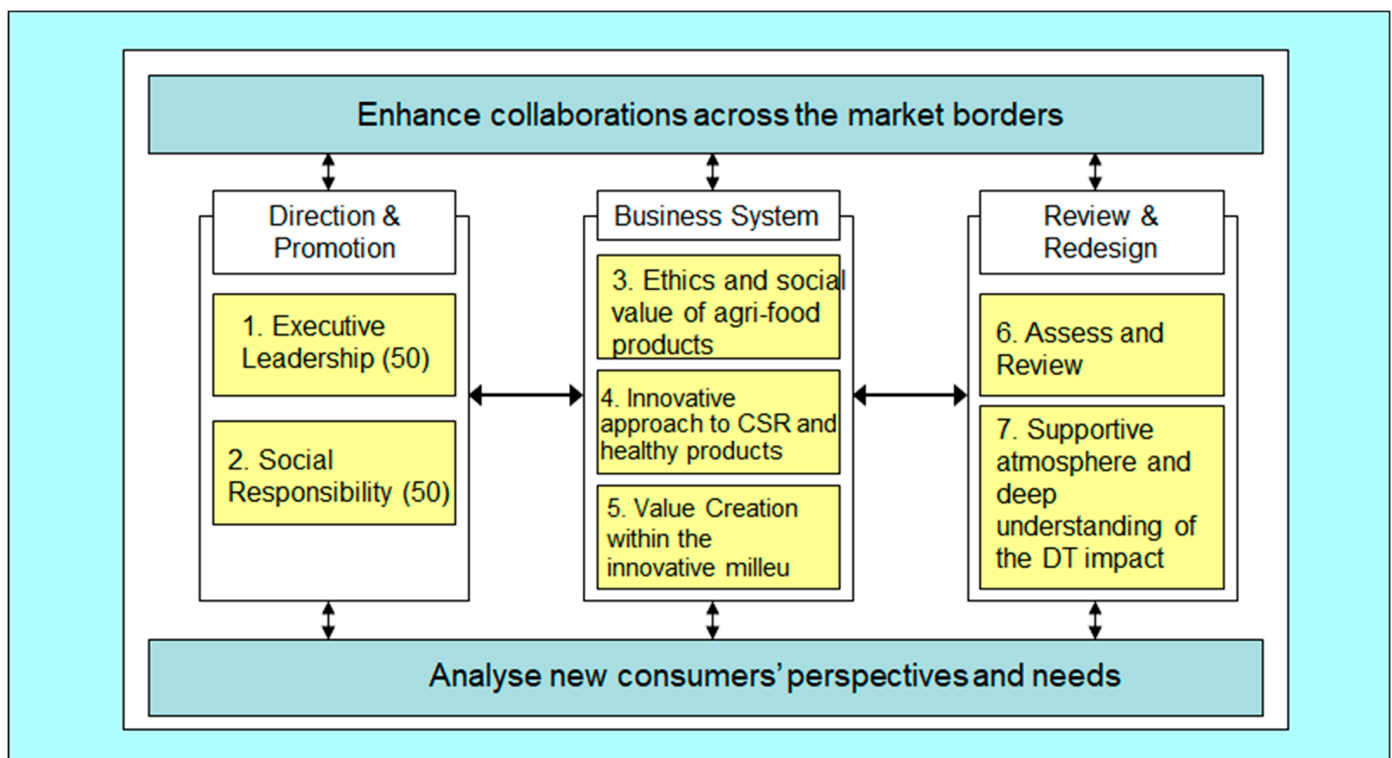 Enhance collaborations across the market borders
Direction &
Promotion
1. Executive
Leadership (50)
2. Social
Responsibility (50)
Business System
3. Ethics and social
value of agri-food
products
4. Innovative
approach to CSR and
healthy products
5. Value Creation
within the
innovative milleu
Review &
Redesign
6. Assess and
Review
7. Supportive
atmosphere and
deep
understanding of
the DT impact
Analyse new consumers’ perspectives and needs